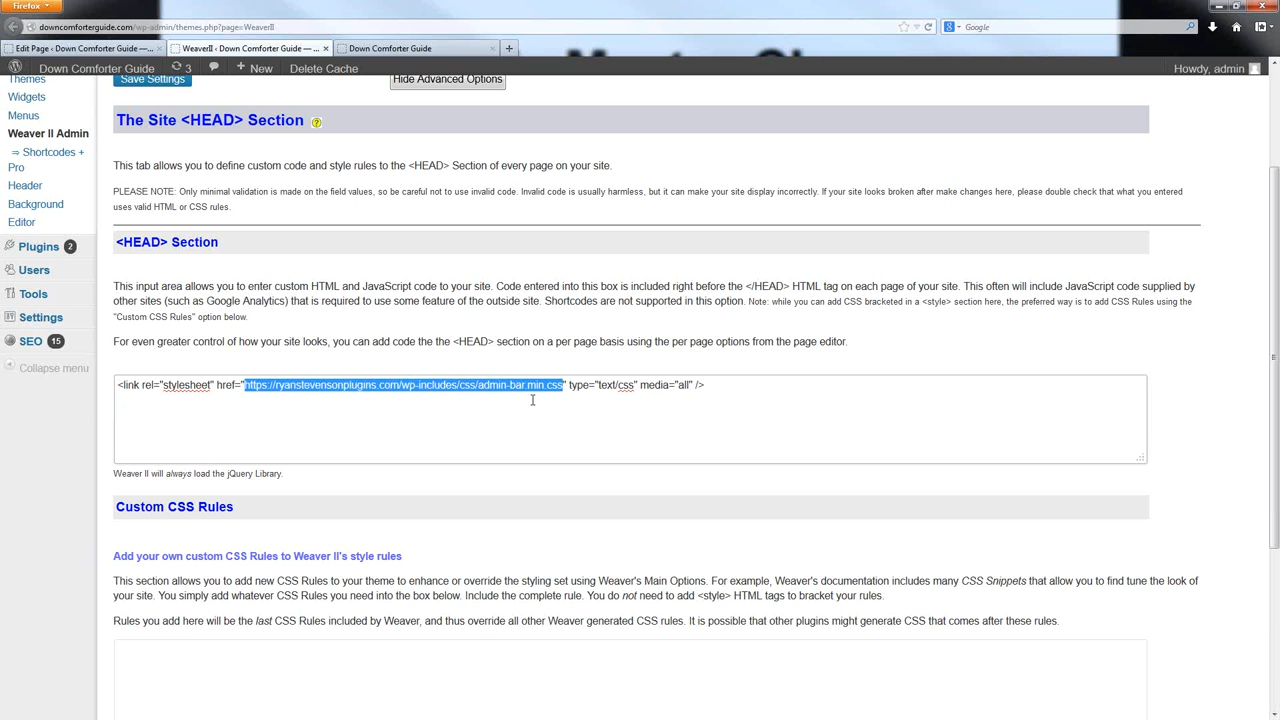 Firefox
downcomforterguide.com/wp-admin/themes.php?page=WeaverII
Google
Edit Page ‹ Down Comforter Guide —...
WeaverII ‹ Down Comforter Guide — ...
Down Comforter Guide
Down Comforter Guide
3
+ New
Delete Cache
Howdy, admin
Themes
Widgets
Menus
Weaver II Admin
⇒ Shortcodes +
Pro
Header
Background
Editor
Plugins 2
Users
Tools
Settings
SEO 15
Collapse menu
Save Settings
Hide Advanced Options
The Site <HEAD> Section ?
This tab allows you to define custom code and style rules to the <HEAD> Section of every page on your site.
PLEASE NOTE: Only minimal validation is made on the field values, so be careful not to use invalid code. Invalid code is usually harmless, but it can make your site display incorrectly. If your site looks broken after make changes here, please double check that what you entered
uses valid HTML or CSS rules.
<HEAD> Section
This input area allows you to enter custom HTML and JavaScript code to your site. Code entered into this box is included right before the </HEAD> HTML tag on each page of your site. This often will include JavaScript code supplied by
other sites (such as Google Analytics) that is required to use some feature of the outside site. Shortcodes are not supported in this option. Note: while you can add CSS bracketed in a <style> section here, the preferred way is to add CSS Rules using the
"Custom CSS Rules" option below.
For even greater control of how your site looks, you can add code the the <HEAD> section on a per page basis using the per page options from the page editor.
<link rel="stylesheet" href="https://ryanstevensonplugins.com/wp-includes/css/admin-bar.min.css" type="text/css" media="all" />
Weaver II will always load the jQuery Library.
Custom CSS Rules
Add your own custom CSS Rules to Weaver II's style rules
This section allows you to add new CSS Rules to your theme to enhance or override the styling set using Weaver's Main Options. For example, Weaver's documentation includes many CSS Snippets that allow you to find tune the look of
your site. You simply add whatever CSS Rules you need into the box below. Include the complete rule. You do not need to add <style> HTML tags to bracket your rules.
Rules you add here will be the last CSS Rules included by Weaver, and thus override all other Weaver generated CSS rules. It is possible that other plugins might generate CSS that comes after these rules.